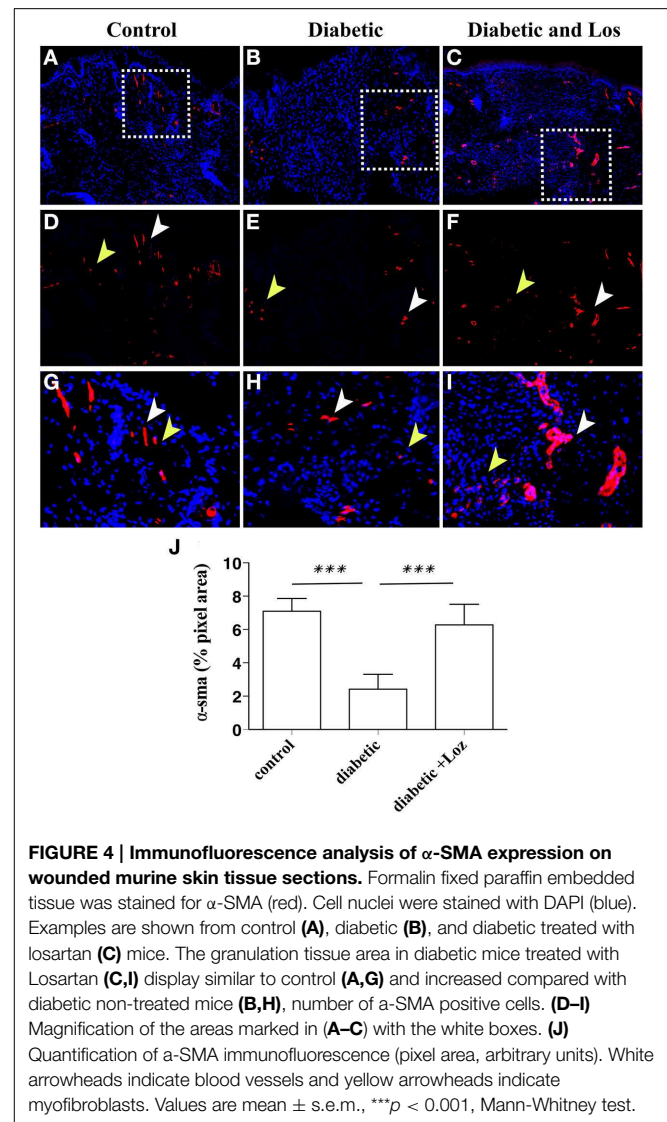 Control Diabetic Diabetic and Los
A B C
D E F
G H I
J
*** ***
10
8
6
4
2
0
α-sma (% pixel area)
control diabetic diabetic +Loz
FIGURE 4 | Immunofluorescence analysis of α-SMA expression on
wounded murine skin tissue sections. Formalin fixed paraffin embedded
tissue was stained for α-SMA (red). Cell nuclei were stained with DAPI (blue).
Examples are shown from control (A), diabetic (B), and diabetic treated with
losartan (C) mice. The granulation tissue area in diabetic mice treated with
Losartan (C,I) display similar to control (A,G) and increased compared with
diabetic non-treated mice (B,H), number of a-SMA positive cells. (D–I)
Magnification of the areas marked in (A–C) with the white boxes. (J)
Quantification of a-SMA immunofluorescence (pixel area, arbitrary units). White
arrowheads indicate blood vessels and yellow arrowheads indicate
myofibroblasts. Values are mean ± s.e.m., ***p < 0.001, Mann-Whitney test.